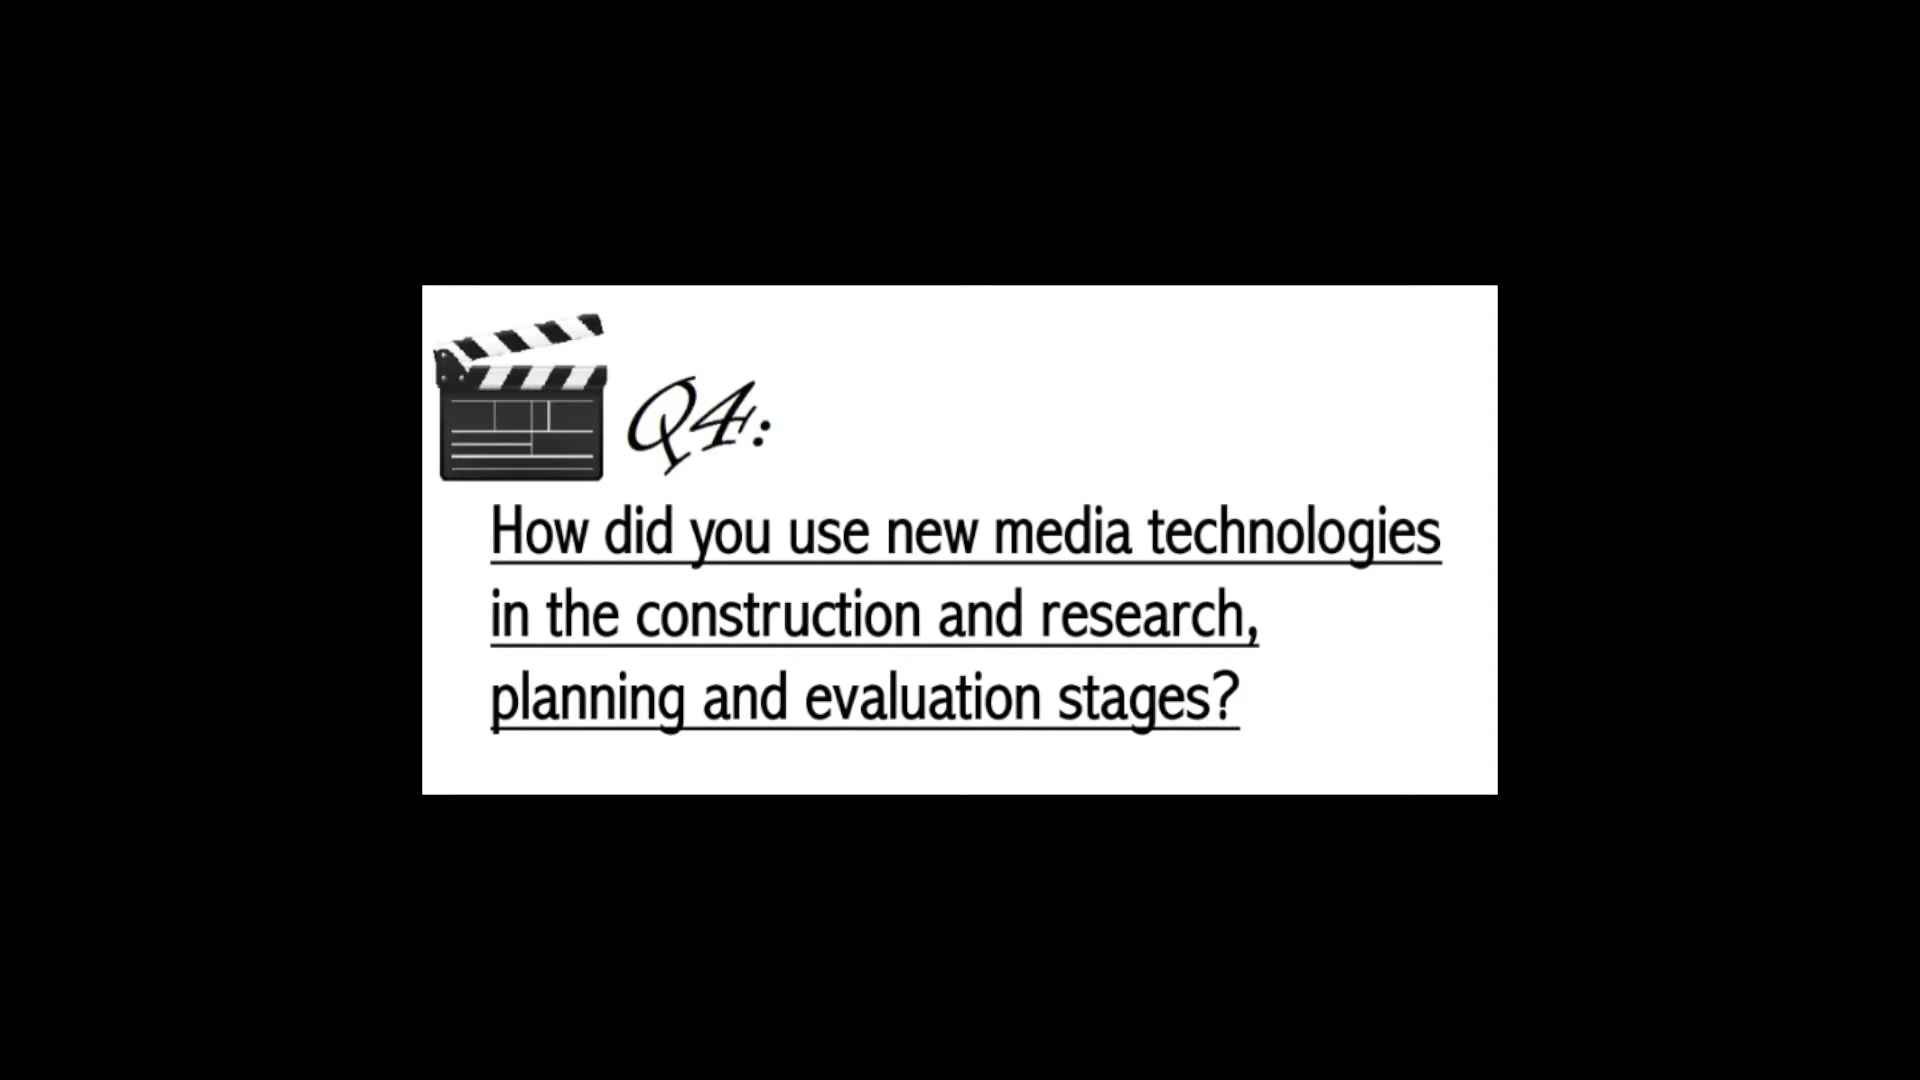 Q4:
How did you use new media technologies
in the construction and research,
planning and evaluation stages?